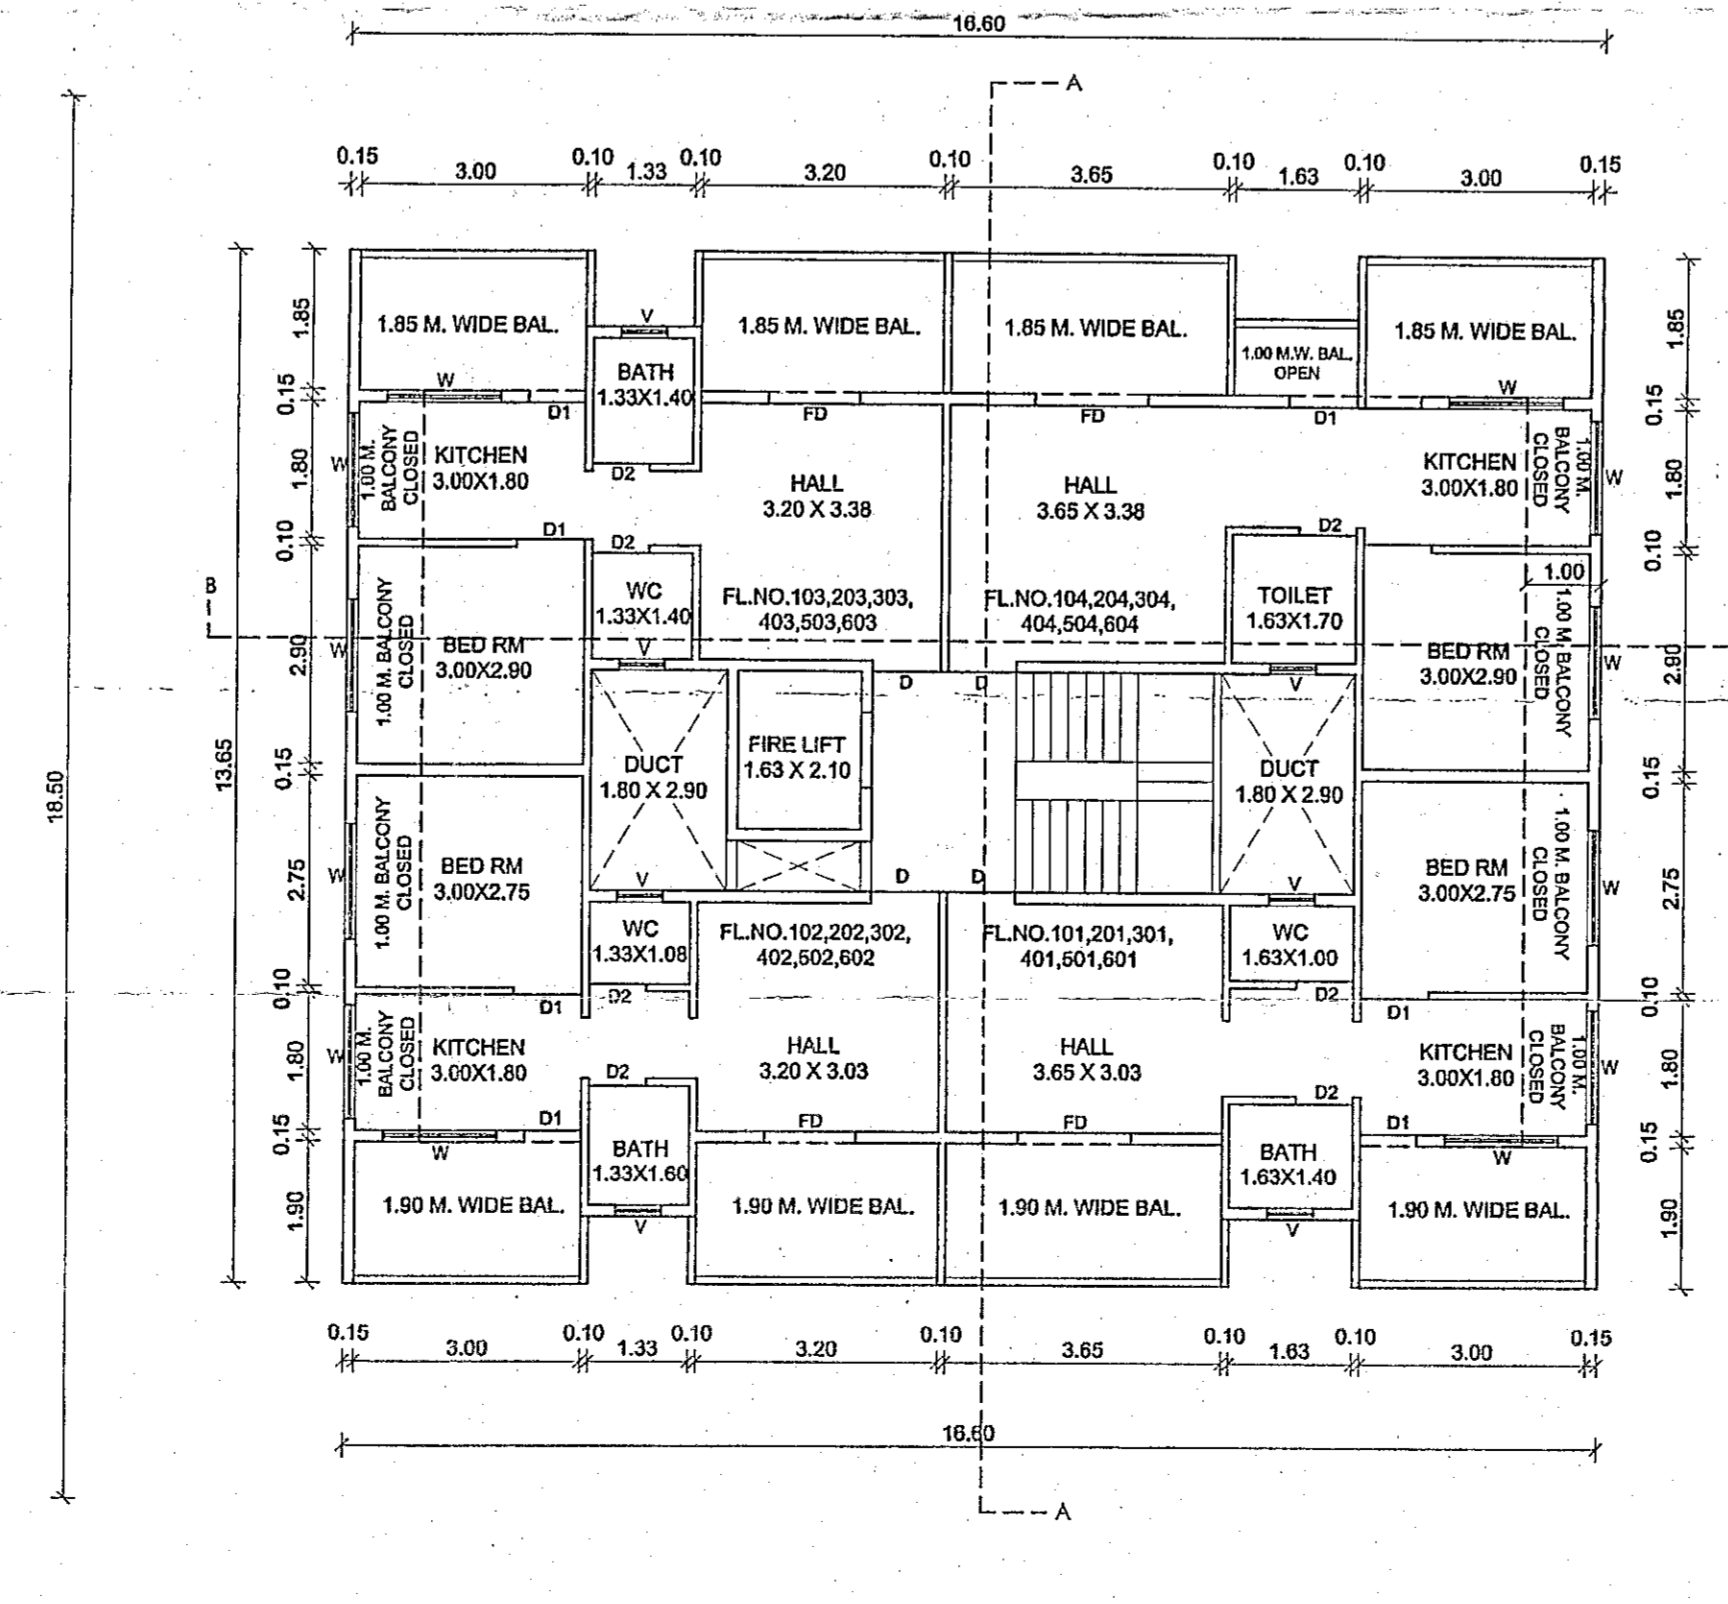 16.60
A
0.15 3.00 0.10 1.33 0.10 3.20 0.10 3.65 0.10 1.63 0.10 3.00 0.15
18.50
13.65
1.85
0.15
1.80
0.10
2.90
0.15
2.75
0.10
1.80
0.15
1.90
1.85 M. WIDE BAL.
V
BATH
1.33X1.40
1.85 M. WIDE BAL.
1.85 M. WIDE BAL.
1.00 M.W. BAL.
OPEN
1.85 M. WIDE BAL.
W
D1
FD
FD
D1
W
W
1.00 M.
BALCONY
CLOSED
KITCHEN
3.00X1.80
D2
HALL
3.20 X 3.38
HALL
3.65 X 3.38
KITCHEN
3.00X1.80
1.00 M.
BALCONY
CLOSED
W
D1
D2
D2
B
W
1.00 M. BALCONY
CLOSED
BED RM
3.00X2.90
WC
1.33X1.40
V
FL.NO.103,203,303,
403,503,603
FL.NO.104,204,304,
404,504,604
TOILET
1.63X1.70
V
1.00
BED RM
3.00X2.90
1.00 M. BALCONY
CLOSED
W
D
D
DUCT
1.80 X 2.90
FIRE LIFT
1.63 X 2.10
DUCT
1.80 X 2.90
W
1.00 M. BALCONY
CLOSED
BED RM
3.00X2.75
V
D
D
V
BED RM
3.00X2.75
1.00 M. BALCONY
CLOSED
W
WC
1.33X1.08
FL.NO.102,202,302,
402,502,602
FL.NO.101,201,301,
401,501,601
WC
1.63X1.00
D1
D2
D2
D1
W
1.00 M.
BALCONY
CLOSED
KITCHEN
3.00X1.80
HALL
3.20 X 3.03
HALL
3.65 X 3.03
KITCHEN
3.00X1.80
1.00 M.
BALCONY
CLOSED
W
D2
D2
D1
FD
FD
D1
W
BATH
1.33X1.60
BATH
1.63X1.40
W
1.90 M. WIDE BAL.
V
1.90 M. WIDE BAL.
1.90 M. WIDE BAL.
V
1.90 M. WIDE BAL.
1.85
0.15
1.80
0.10
2.90
0.15
2.75
0.10
1.80
0.15
1.90
0.15 3.00 0.10 1.33 0.10 3.20 0.10 3.65 0.10 1.63 0.10 3.00 0.15
16.60
A